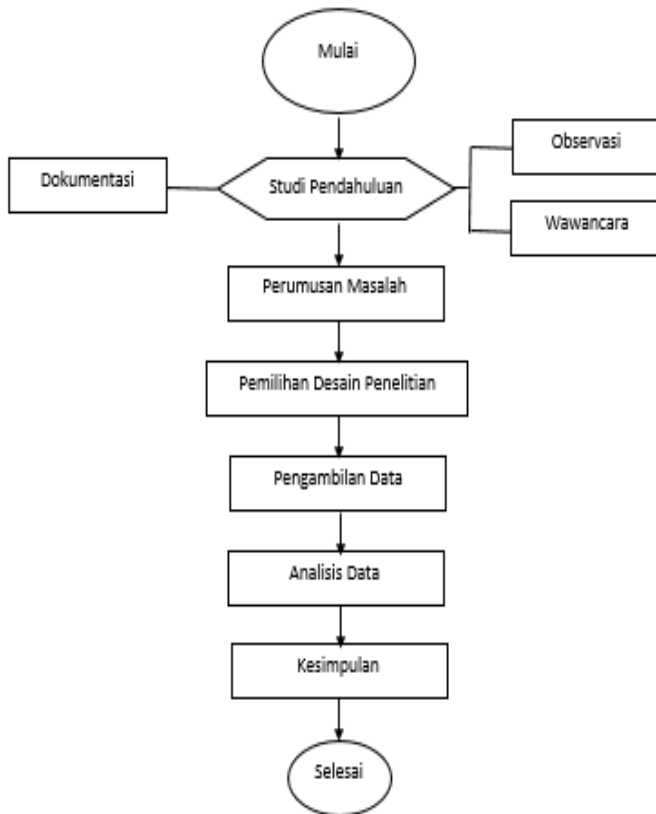 Mulai
Dokumentasi
Studi Pendahuluan
Observasi
Wawancara
Perumusan Masalah
Pemilihan Desain Penelitian
Pengambilan Data
Analisis Data
Kesimpulan
Selesai